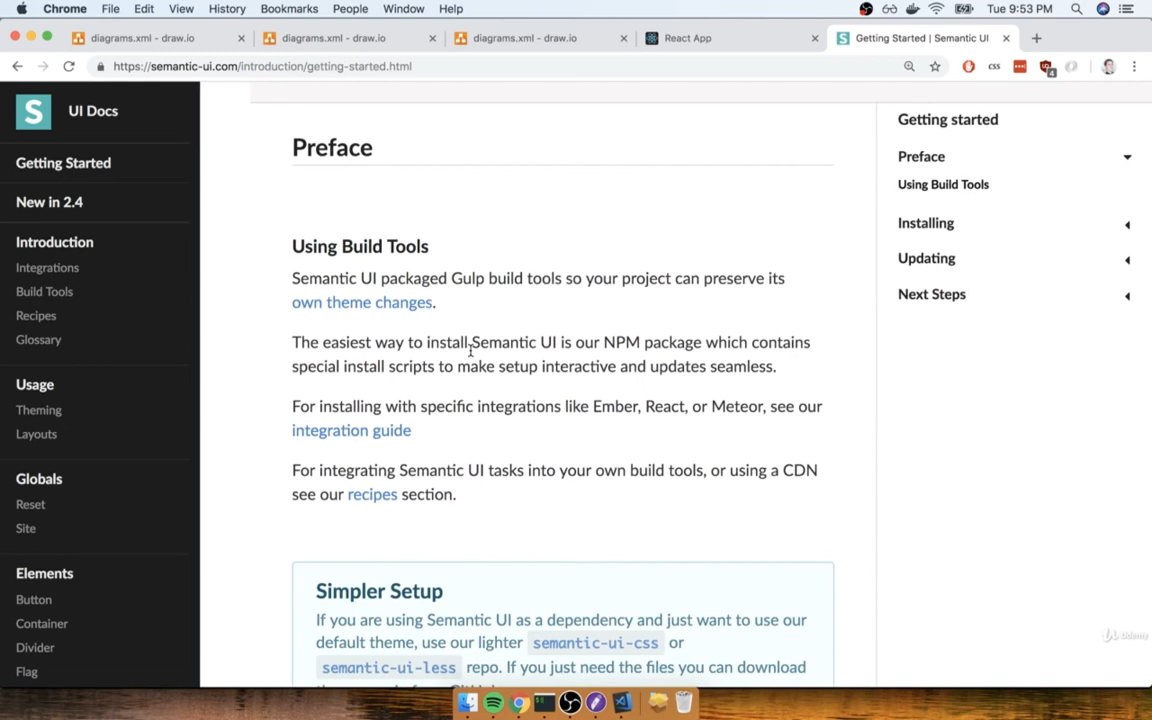 Chrome File Edit View History Bookmarks People Window Help Tue 9:53 PM
diagrams.xml - draw.io diagrams.xml - draw.io diagrams.xml - draw.io React App Getting Started | Semantic UI
https://semantic-ui.com/introduction/getting-started.html CSS 4
S UI Docs
Getting Started
New in 2.4
Introduction
Integrations
Build Tools
Recipes
Glossary
Usage
Theming
Layouts
Globals
Reset
Site
Elements
Button
Container
Divider
Flag
Preface
Using Build Tools
Semantic UI packaged Gulp build tools so your project can preserve its
own theme changes.
The easiest way to install Semantic UI is our NPM package which contains
special install scripts to make setup interactive and updates seamless.
For installing with specific integrations like Ember, React, or Meteor, see our
integration guide
For integrating Semantic UI tasks into your own build tools, or using a CDN
see our recipes section.
Simpler Setup
If you are using Semantic UI as a dependency and just want to use our
default theme, use our lighter semantic-ui-css or
semantic-ui-less repo. If you just need the files you can download
Getting started
Preface
Using Build Tools
Installing
Updating
Next Steps
Udemy